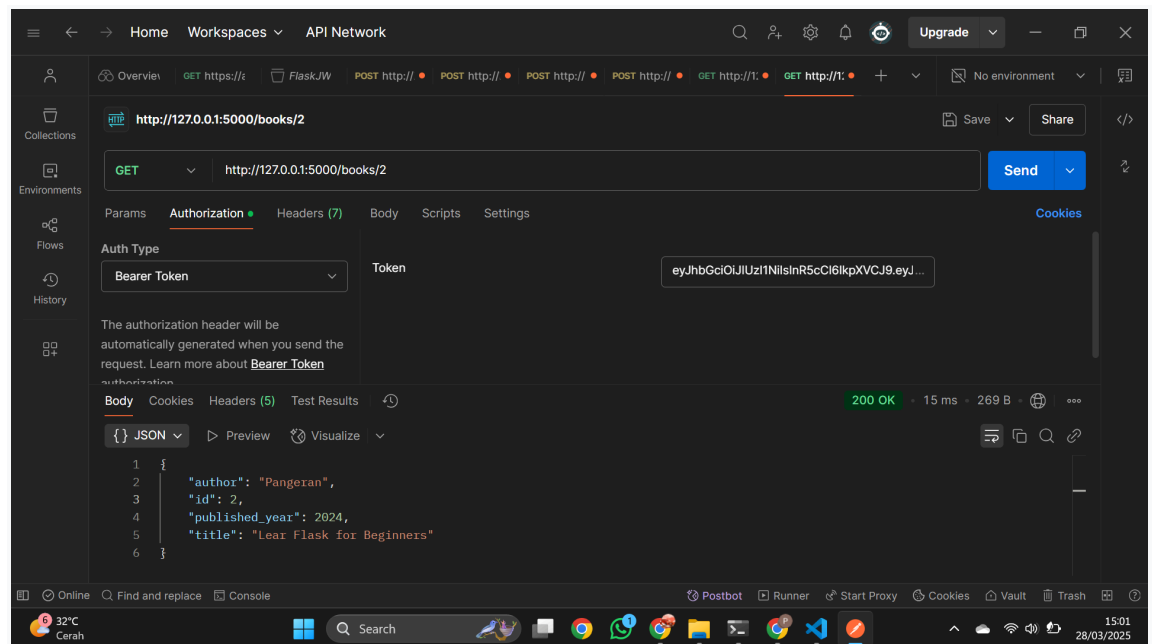 Home Workspaces API Network Upgrade
Overview GET https://a FlaskJW POST http:// POST http:// POST http:// POST http:// GET http://1: GET http://12 No environment
Collections
Environments
Flows
History
HTTP http://127.0.0.1:5000/books/2 Save Share </>
GET http://127.0.0.1:5000/books/2 Send
Params Authorization Headers (7) Body Scripts Settings Cookies
Auth Type
Bearer Token
Token eyJhbGciOiJIUzI1NiIsInR5cCI6IkpXVCJ9.eyJ...
The authorization header will be
automatically generated when you send the
request. Learn more about Bearer Token
authorization
Body Cookies Headers (5) Test Results 200 OK 15 ms 269 B
{} JSON Preview Visualize
1 {
2 "author": "Pangeran",
3 "id": 2,
4 "published_year": 2024,
5 "title": "Lear Flask for Beginners"
6 }
Online Find and replace Console Postbot Runner Start Proxy Cookies Vault Trash
6 32°C
Cerah
Search
1
P
15:01
28/03/2025